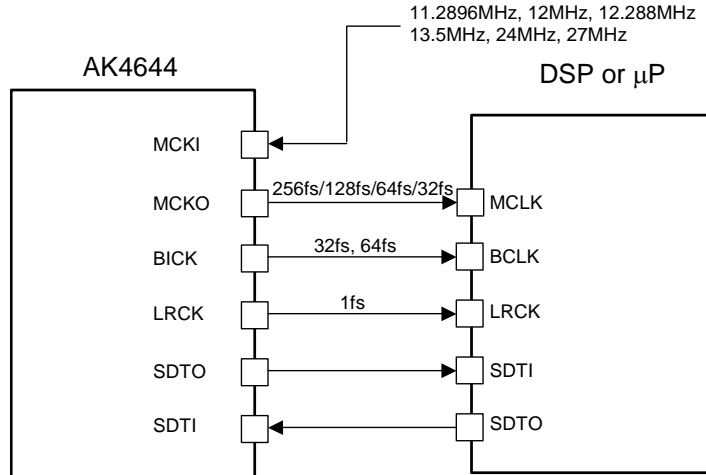 11.2896MHz, 12MHz, 12.288MHz
13.5MHz, 24MHz, 27MHz
AK4644
DSP or μP
MCKI
MCKO
256fs/128fs/64fs/32fs
MCLK
BICK
32fs, 64fs
BCLK
LRCK
1fs
LRCK
SDTO
SDTI
SDTI
SDTO